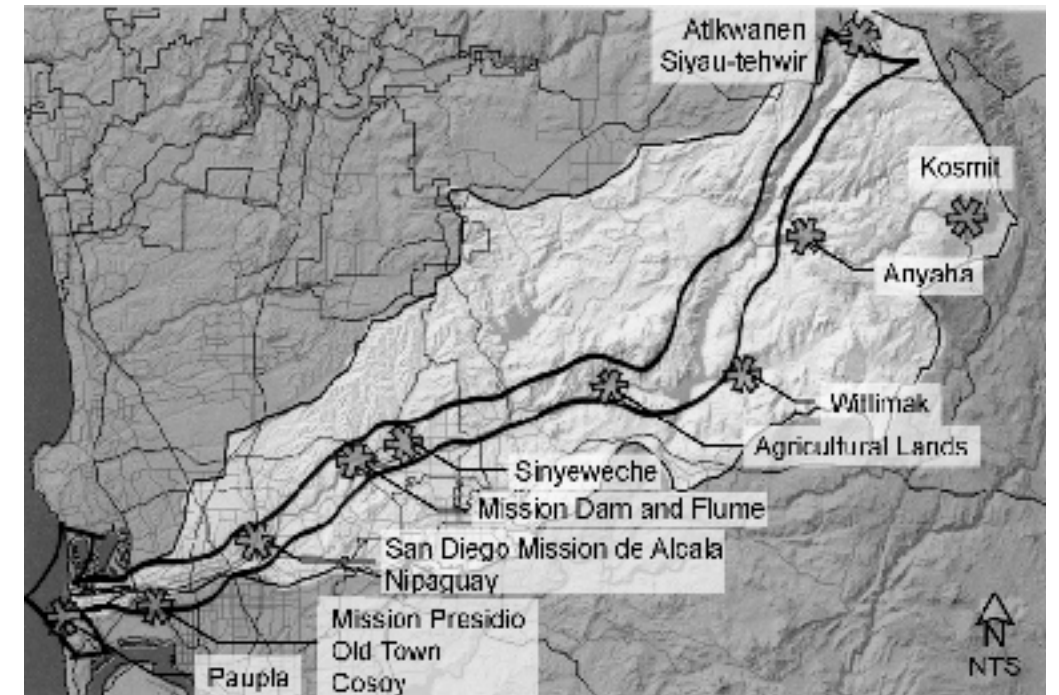 Atlkwanen
Siyau-tehwir
Kosmit
Anyaha
Witlimak
Agricultural Lands
Sinyeweche
Mission Dam and Flume
San Diego Mission de Alcala
Nipaguay
Mission Presidio
Old Town
Cosoy
Paupla
N
NTS